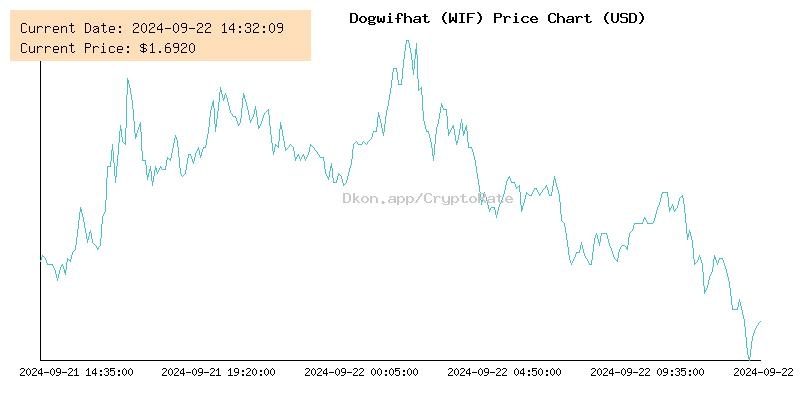 Dogwifhat (WIF) Price Chart (USD)
Current Date: 2024-09-22 14:32:09
Current Price: $1.6920
Dkon.app/CryptoRate
2024-09-21 14:35:00 2024-09-21 19:20:00 2024-09-22 00:05:00 2024-09-22 04:50:00 2024-09-22 09:35:00 2024-09-22